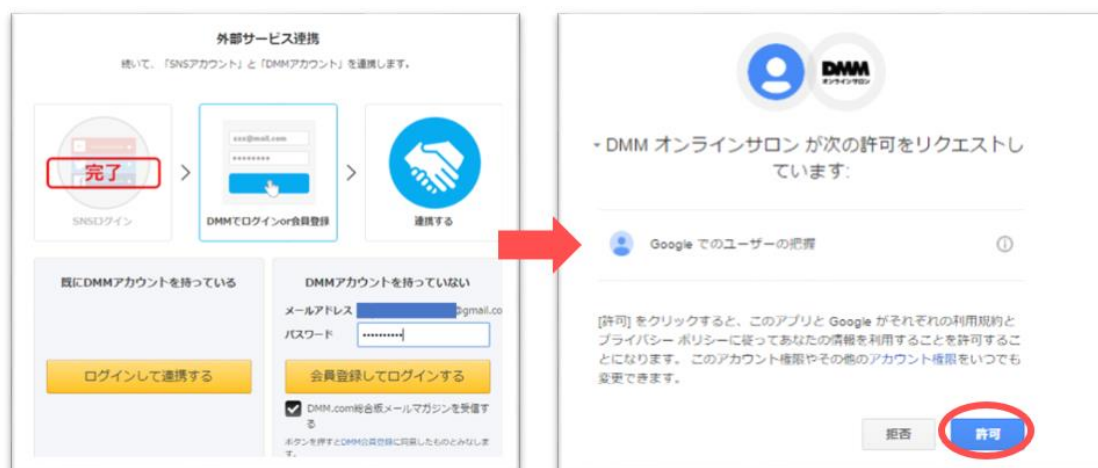 外部サービス連携
続いて、「SNSアカウント」と「DMMアカウント」を連携します。
完了
SNSログイン
>
xxx@mail.com
********
DMMでログインor会員登録
>
連携する
既にDMMアカウントを持っている
ログインして連携する
DMMアカウントを持っていない
メールアドレス @gmail.co
パスワード ••••••••••
会員登録してログインする
DMM.com総合版メールマガジンを受信す
る
ボタンを押すとDMM会員登録に同意したものとみなしま
す。
DMM
オンラインサロン
DMM オンラインサロン が次の許可をリクエストし
ています:
Google でのユーザーの把握
[許可] をクリックすると、このアプリと Google がそれぞれの利用規約と
プライバシー ポリシーに従ってあなたの情報を利用することを許可するこ
とになります。 このアカウント権限やその他のアカウント権限をいつでも
変更できます。
拒否
許可